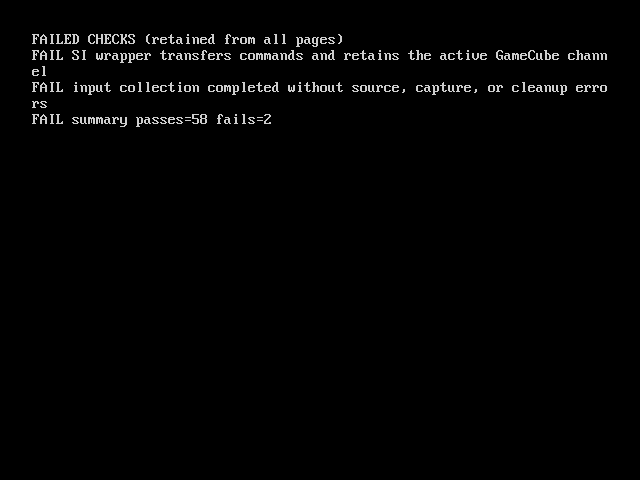 FAILED CHECKS (retained from all pages)
FAIL SI wrapper transfers commands and retains the active GameCube chann
el
FAIL input collection completed without source, capture, or cleanup erro
rs
FAIL summary passes=58 fails=2